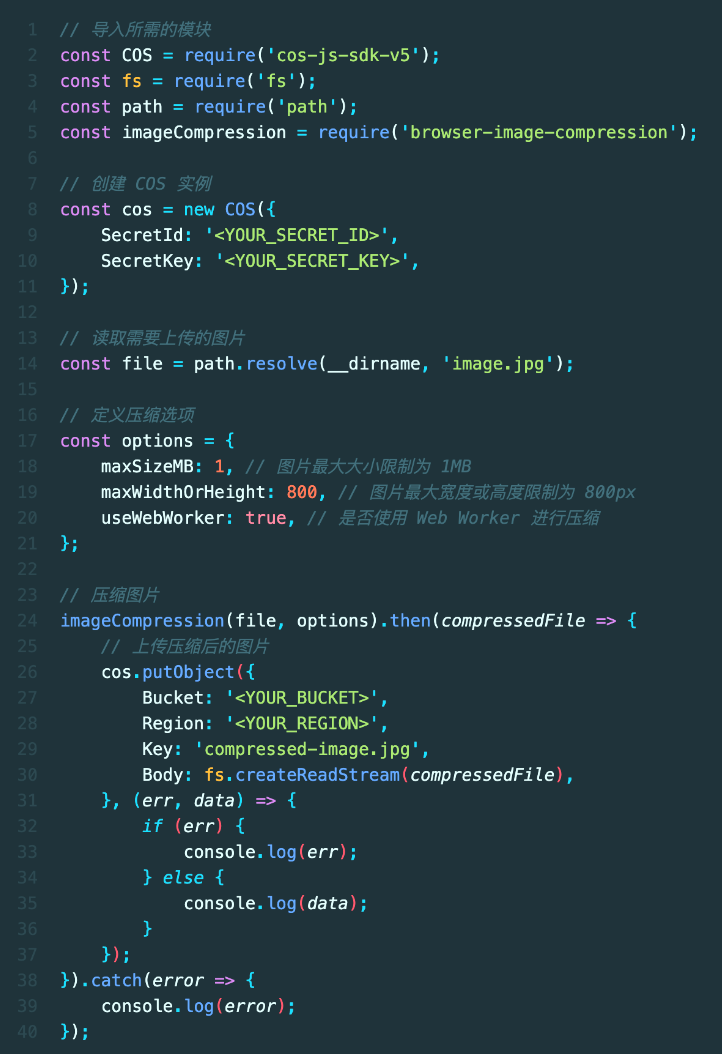 1 // 导入所需的模块
2 const COS = require('cos-js-sdk-v5');
3 const fs = require('fs');
4 const path = require('path');
5 const imageCompression = require('browser-image-compression');
6
7 // 创建 COS 实例
8 const cos = new COS({
9     SecretId: '<YOUR_SECRET_ID>',
10     SecretKey: '<YOUR_SECRET_KEY>',
11 });
12
13 // 读取需要上传的图片
14 const file = path.resolve(__dirname, 'image.jpg');
15
16 // 定义压缩选项
17 const options = {
18     maxSizeMB: 1, // 图片最大大小限制为 1MB
19     maxWidthOrHeight: 800, // 图片最大宽度或高度限制为 800px
20     useWebWorker: true, // 是否使用 Web Worker 进行压缩
21 };
22
23 // 压缩图片
24 imageCompression(file, options).then(compressedFile => {
25     // 上传压缩后的图片
26     cos.putObject({
27         Bucket: '<YOUR_BUCKET>',
28         Region: '<YOUR_REGION>',
29         Key: 'compressed-image.jpg',
30         Body: fs.createReadStream(compressedFile),
31     }, (err, data) => {
32         if (err) {
33             console.log(err);
34         } else {
35             console.log(data);
36         }
37     });
38 }).catch(error => {
39     console.log(error);
40 });